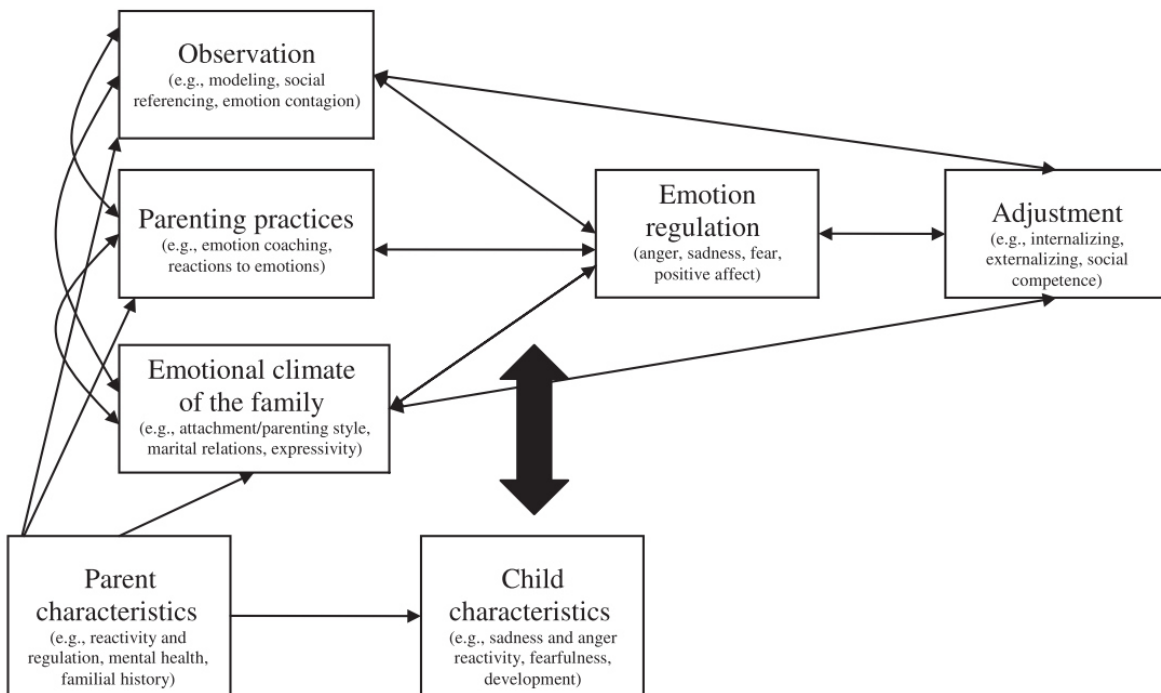 Observation
(e.g., modeling, social
referencing, emotion contagion)
Parenting practices
(e.g., emotion coaching,
reactions to emotions)
Emotion
regulation
(anger, sadness, fear,
positive affect)
Adjustment
(e.g., internalizing,
externalizing, social
competence)
Emotional climate
of the family
(e.g., attachment/parenting style,
marital relations, expressivity)
Parent
characteristics
(e.g., reactivity and
regulation, mental health,
familial history)
Child
characteristics
(e.g., sadness and anger
reactivity, fearfulness,
development)